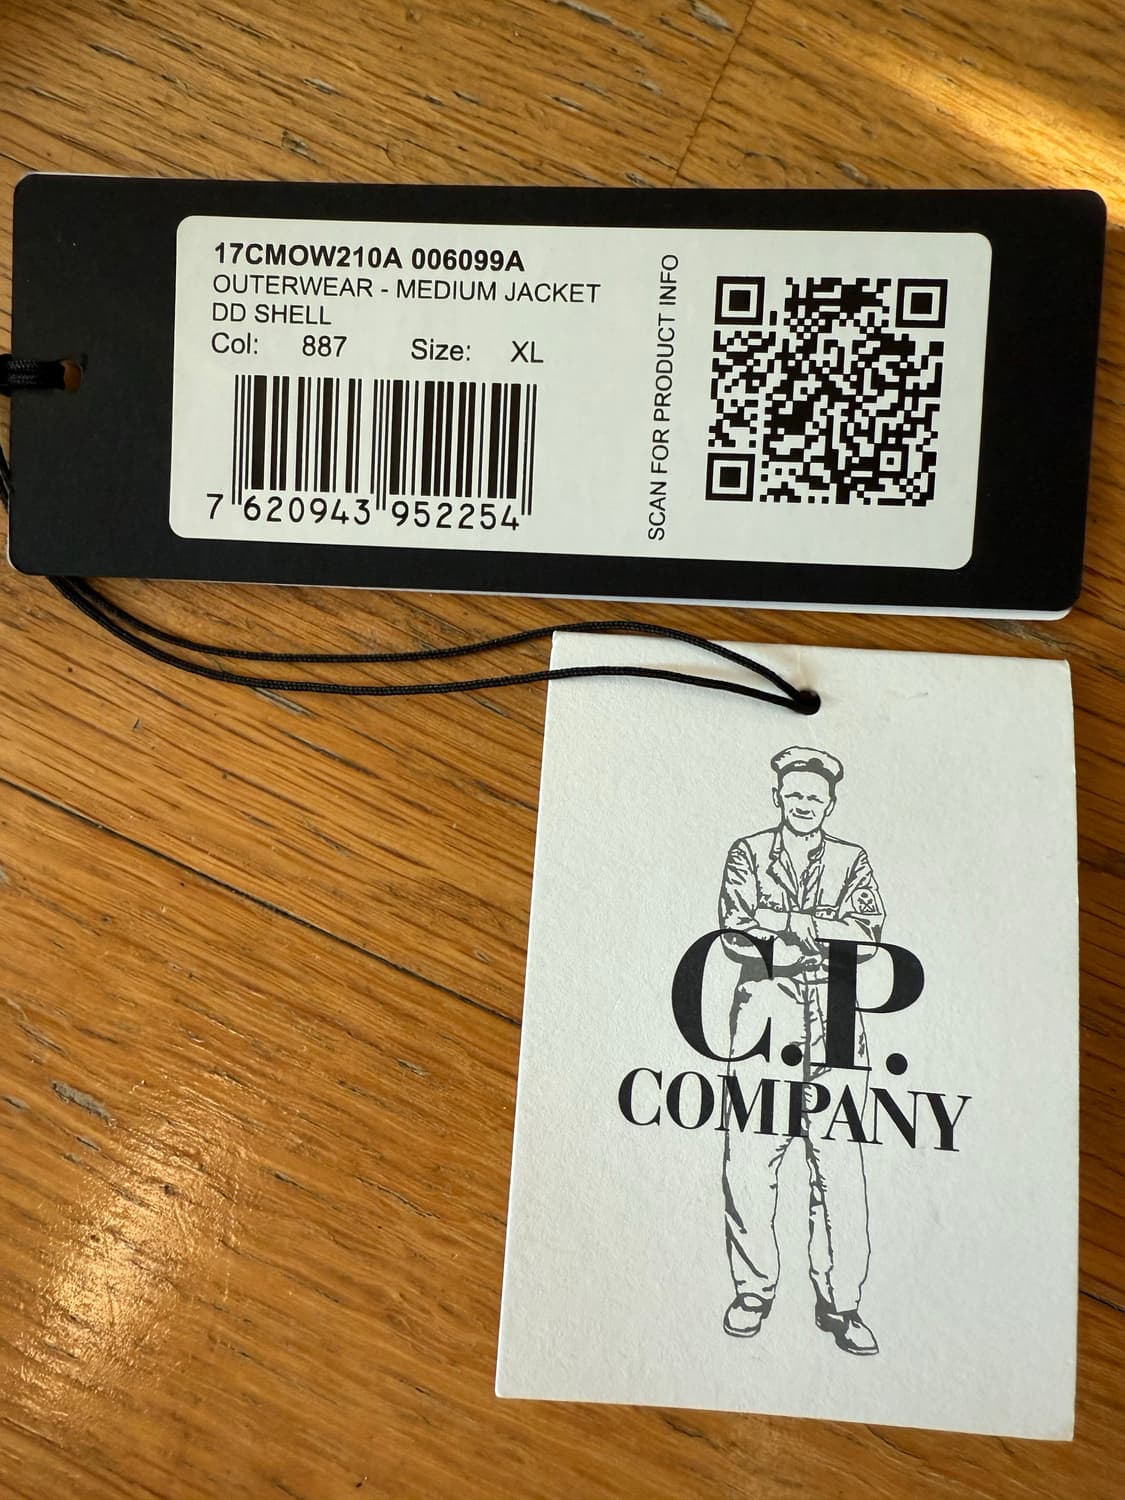 17CMOW210A 006099A
OUTERWEAR - MEDIUM JACKET
DD SHELL
Col: 887 Size: XL
7 620943 952254
SCAN FOR PRODUCT INFO
C.P.
COMPANY